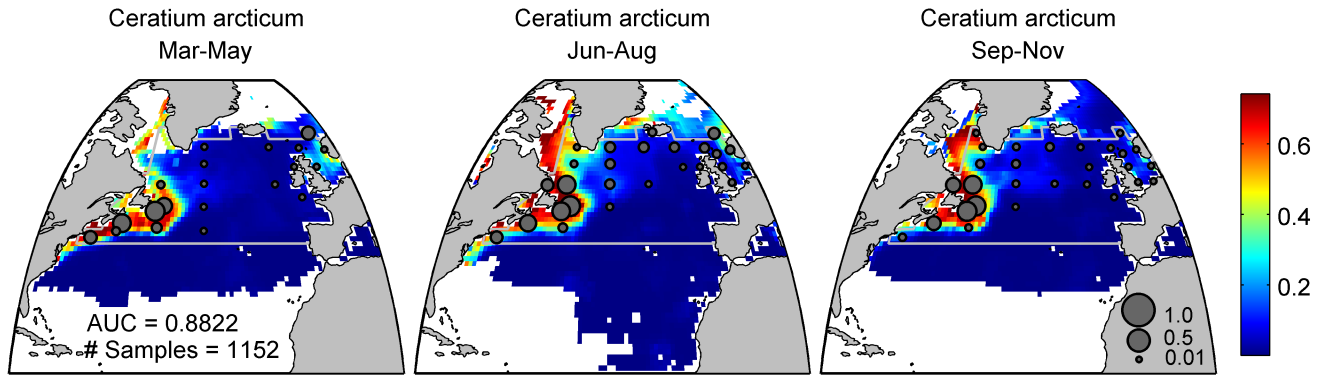 Ceratium arcticum
Mar-May
Ceratium arcticum
Jun-Aug
Ceratium arcticum
Sep-Nov
AUC = 0.8822
# Samples = 1152
1.0
0.5
0.01
0.6
0.4
0.2